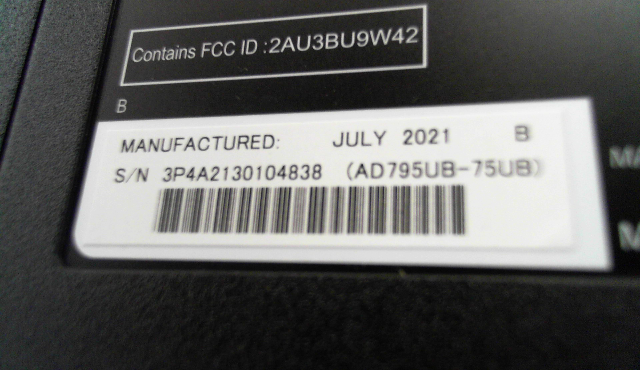 Contains FCC ID :2AU3BU9W42
B
MANUFACTURED: JULY 2021 B
S/N 3P4A2130104838 (AD795UB-75UB)